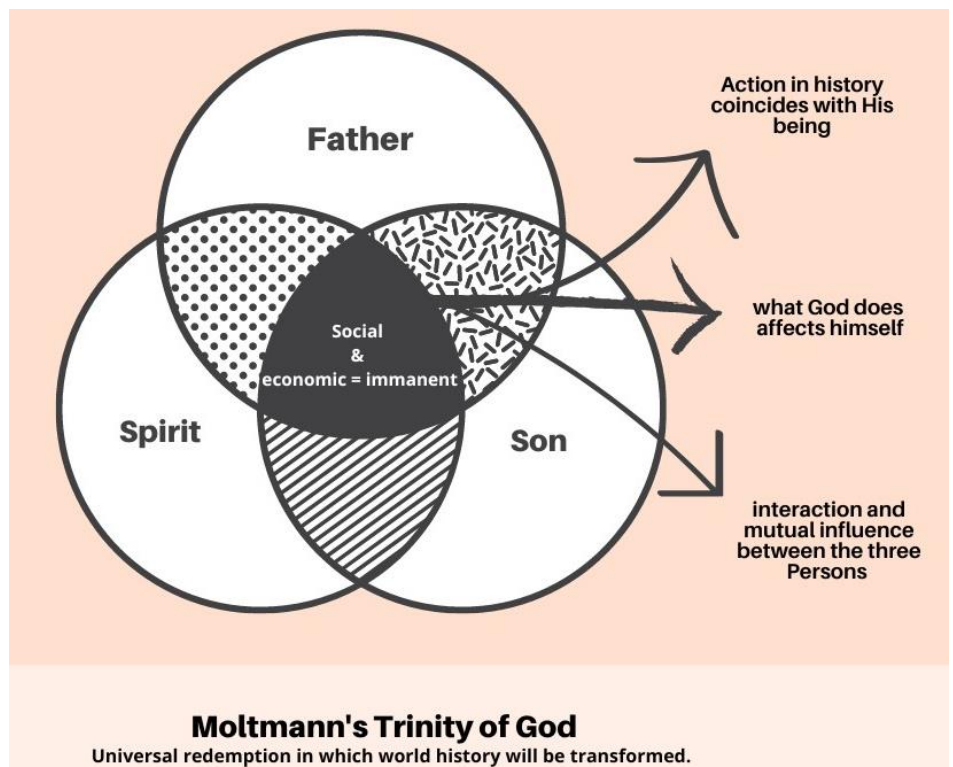 Father
Action in history
coincides with His
being
Social
&
economic = immanent
what God does
affects himself
Spirit
Son
interaction and
mutual influence
between the three
Persons
Moltmann's Trinity of God
Universal redemption in which world history will be transformed.